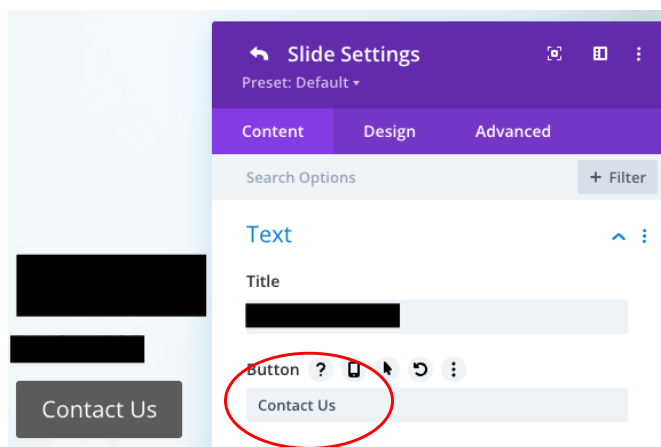 Slide Settings
Preset: Default
Content Design Advanced
Search Options
+ Filter
Text
Title
Button ?
Contact Us
Contact Us